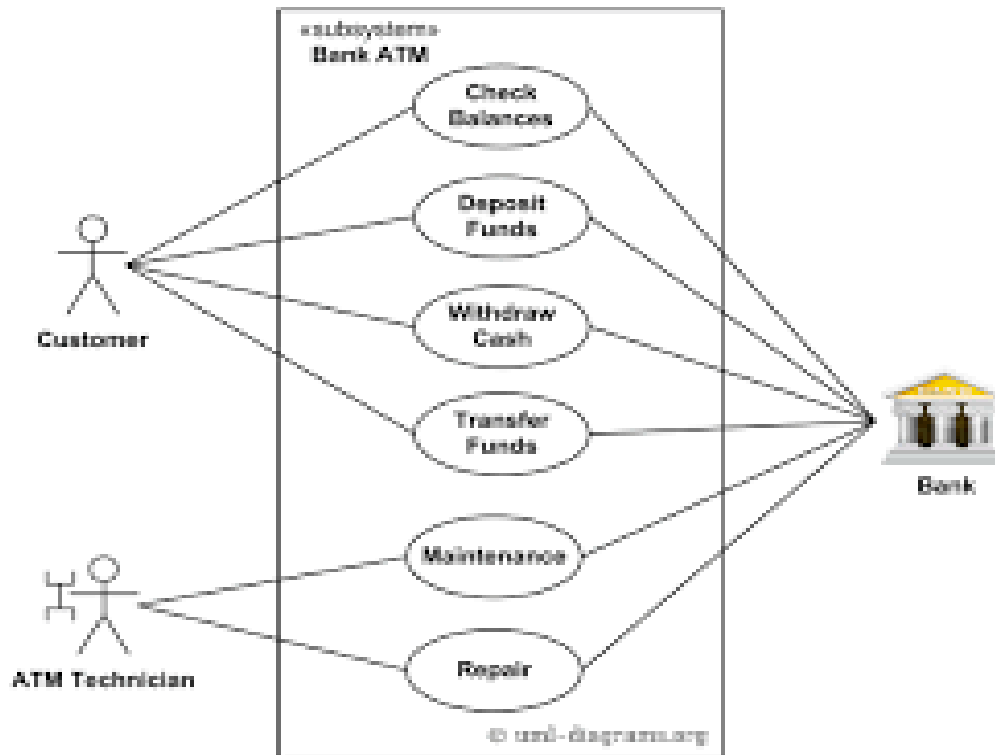 «subsystem»
Bank ATM
Check
Balances
Deposit
Funds
Withdraw
Cash
Customer
Transfer
Funds
Bank
Maintenance
ATM Technician
Repair
© uml-diagrams.org